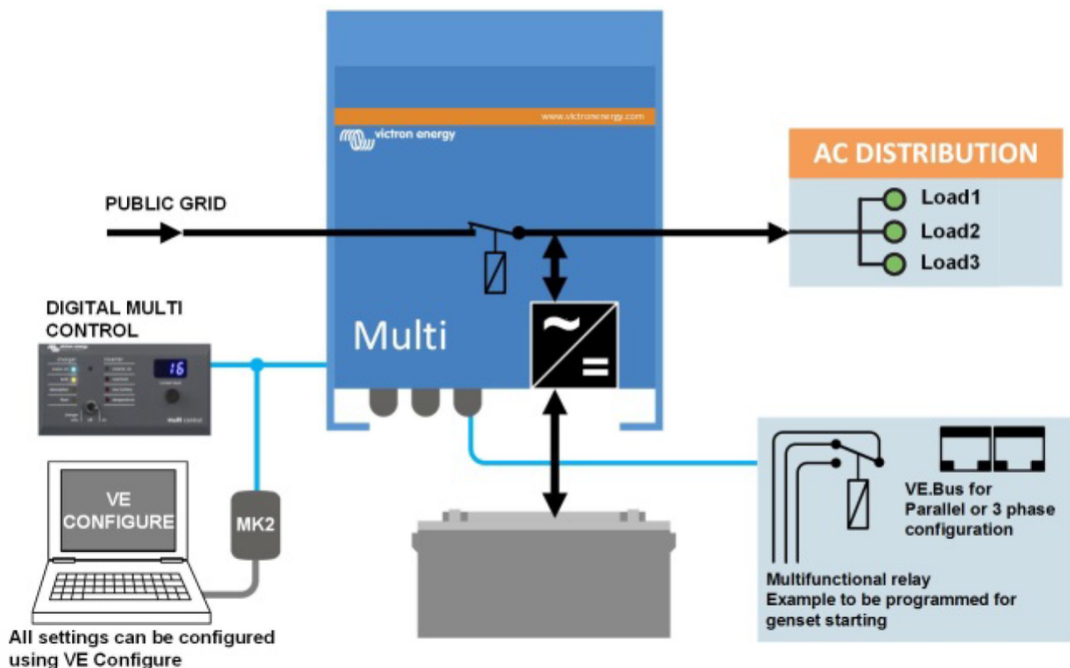 www.victronenergy.com
victron energy
AC DISTRIBUTION
PUBLIC GRID
Load1
Load2
Load3
DIGITAL MULTI
CONTROL
Multi
victron energy
16
multi control
VE
CONFIGURE
MK2
VE.Bus for
Parallel or 3 phase
configuration
Multifunctional relay
Example to be programmed for
genset starting
All settings can be configured
using VE Configure